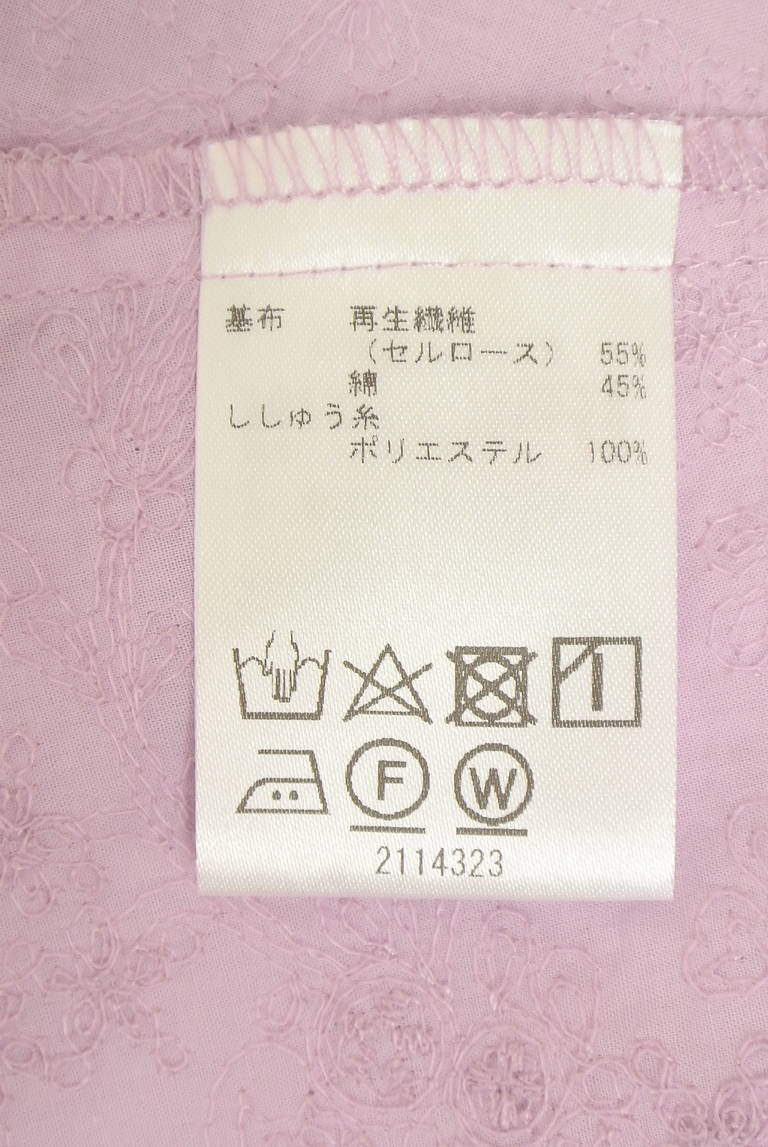 基布 再生繊維
（セルロース） 55%
綿 45%
ししゅう糸
ポリエステル 100%
F W
2114323